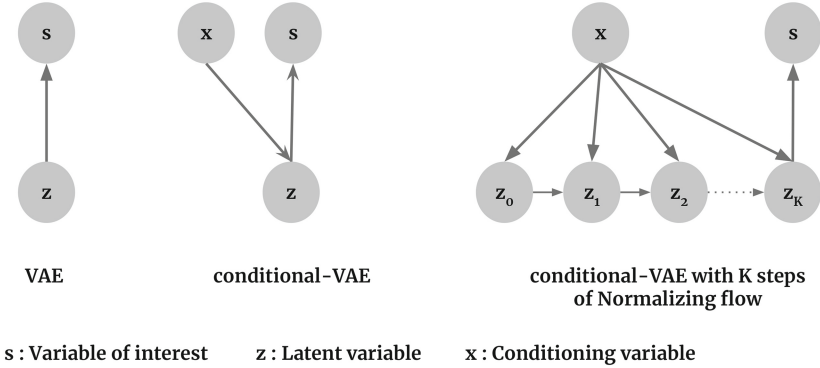 s x s x s
z z z₀ z₁ z₂ z_K
VAE conditional-VAE conditional-VAE with K steps
of Normalizing flow
s : Variable of interest z : Latent variable x : Conditioning variable